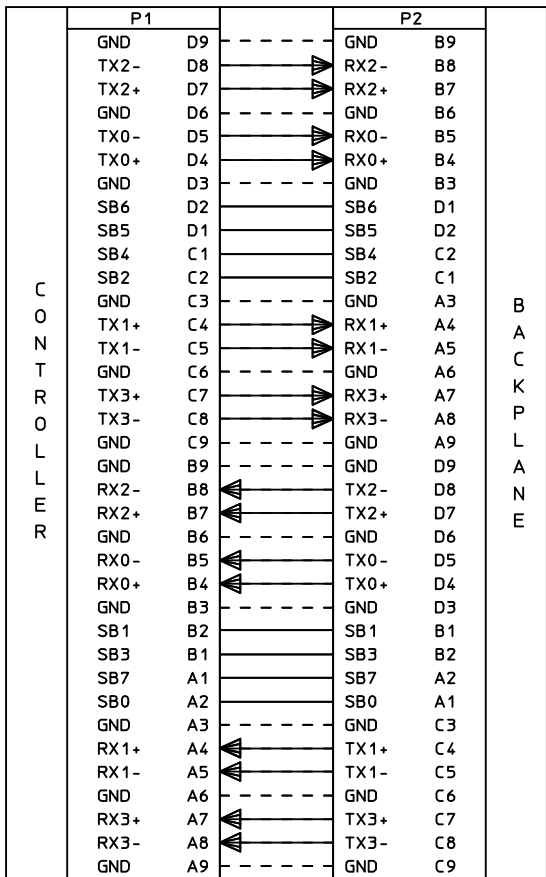 P1 P2
GND D9 GND B9
TX2- D8 RX2- B8
TX2+ D7 RX2+ B7
GND D6 GND B6
TX0- D5 RX0- B5
TX0+ D4 RX0+ B4
GND D3 GND B3
SB6 D2 SB6 D1
SB5 D1 SB5 D2
SB4 C1 SB4 C2
SB2 C2 SB2 C1
GND C3 GND A3
TX1+ C4 RX1+ A4
TX1- C5 RX1- A5
GND C6 GND A6
TX3+ C7 RX3+ A7
TX3- C8 RX3- A8
GND C9 GND A9
GND B9 GND D9
RX2- B8 TX2- D8
RX2+ B7 TX2+ D7
GND B6 GND D6
RX0- B5 TX0- D5
RX0+ B4 TX0+ D4
GND B3 GND D3
SB1 B2 SB1 B1
SB3 B1 SB3 B2
SB7 A1 SB7 A2
SB0 A2 SB0 A1
GND A3 GND C3
RX1+ A4 TX1+ C4
RX1- A5 TX1- C5
GND A6 GND C6
RX3+ A7 TX3+ C7
RX3- A8 TX3- C8
GND A9 GND C9
CONTROLLER
BACKPLANE